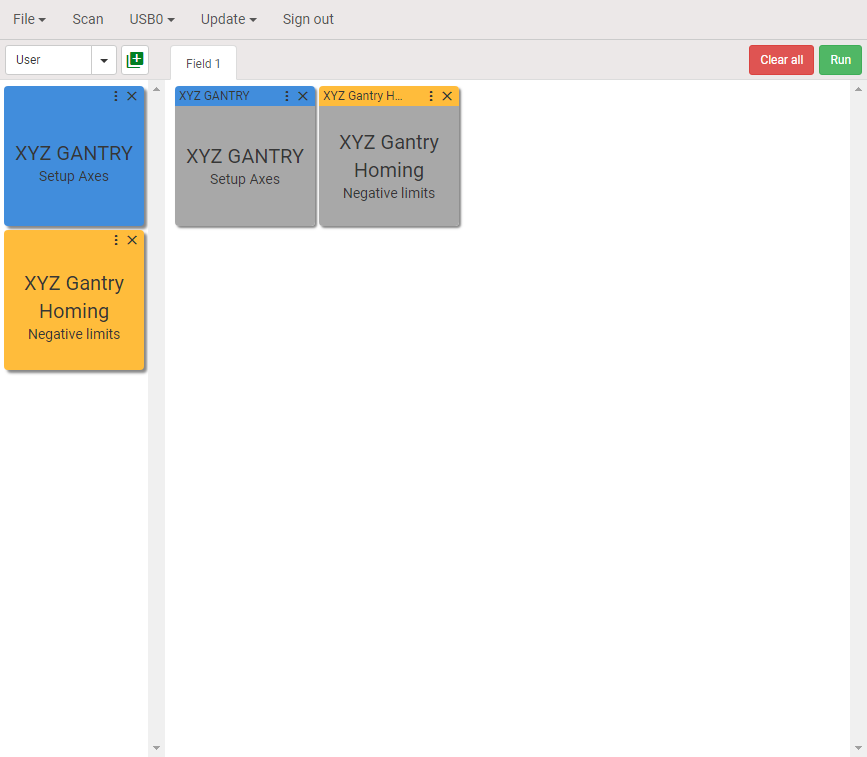 File Scan USB0 Update Sign out
User Field 1 Clear all Run
XYZ GANTRY
Setup Axes
XYZ Gantry
Homing
Negative limits
XYZ GANTRY XYZ Gantry H...
XYZ GANTRY
Setup Axes
XYZ Gantry
Homing
Negative limits